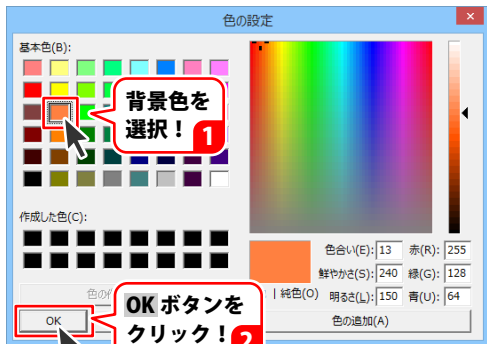 色の設定
基本色(B):
背景色を
選択！
1
作成した色(C):
色の
OK ボタンを
クリック！
2
OK
| 純色(O)
色合い(E): 13
赤(R): 255
鮮やかさ(S): 240
緑(G): 128
明るさ(L): 150
青(U): 64
色の追加(A)